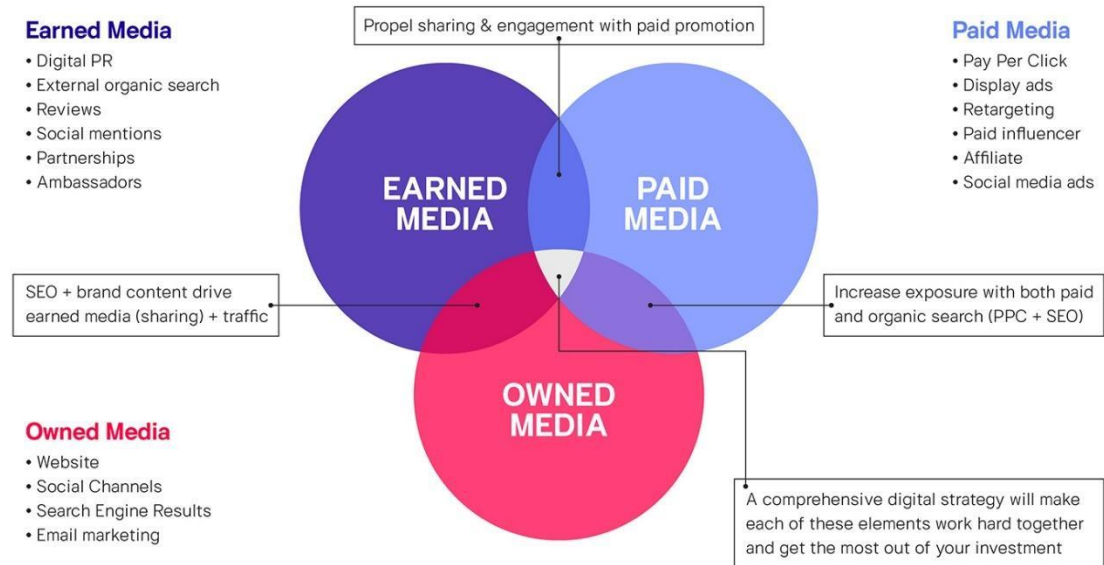 Earned Media
• Digital PR
• External organic search
• Reviews
• Social mentions
• Partnerships
• Ambassadors
Propel sharing & engagement with paid promotion
Paid Media
• Pay Per Click
• Display ads
• Retargeting
• Paid influencer
• Affiliate
• Social media ads
EARNED
MEDIA
PAID
MEDIA
SEO + brand content drive
earned media (sharing) + traffic
Increase exposure with both paid
and organic search (PPC + SEO)
OWNED
MEDIA
Owned Media
• Website
• Social Channels
• Search Engine Results
• Email marketing
A comprehensive digital strategy will make
each of these elements work hard together
and get the most out of your investment